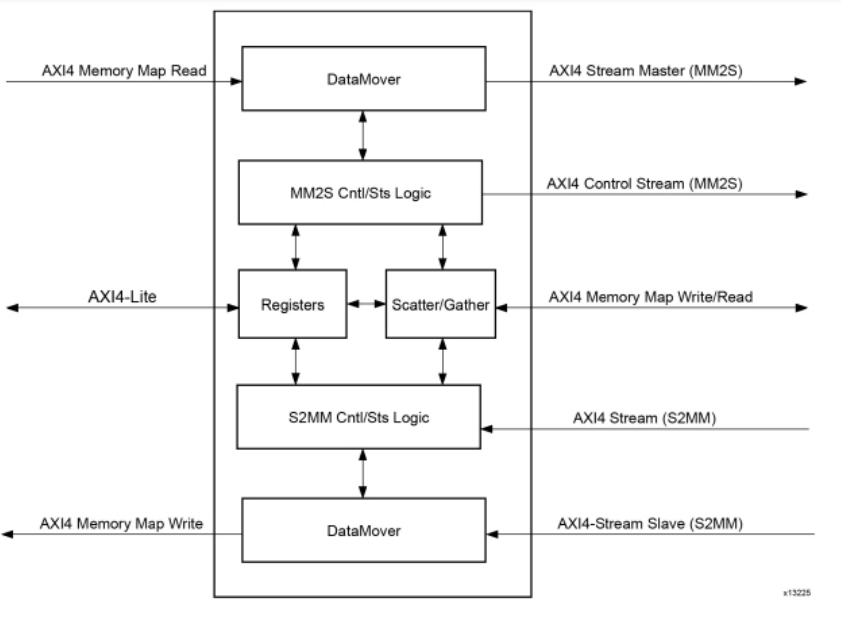 AXI4 Memory Map Read
DataMover
AXI4 Stream Master (MM2S)
MM2S Cntl/Sts Logic
AXI4 Control Stream (MM2S)
AXI4-Lite
Registers
Scatter/Gather
AXI4 Memory Map Write/Read
S2MM Cntl/Sts Logic
AXI4 Stream (S2MM)
AXI4 Memory Map Write
DataMover
AXI4-Stream Slave (S2MM)
x13225